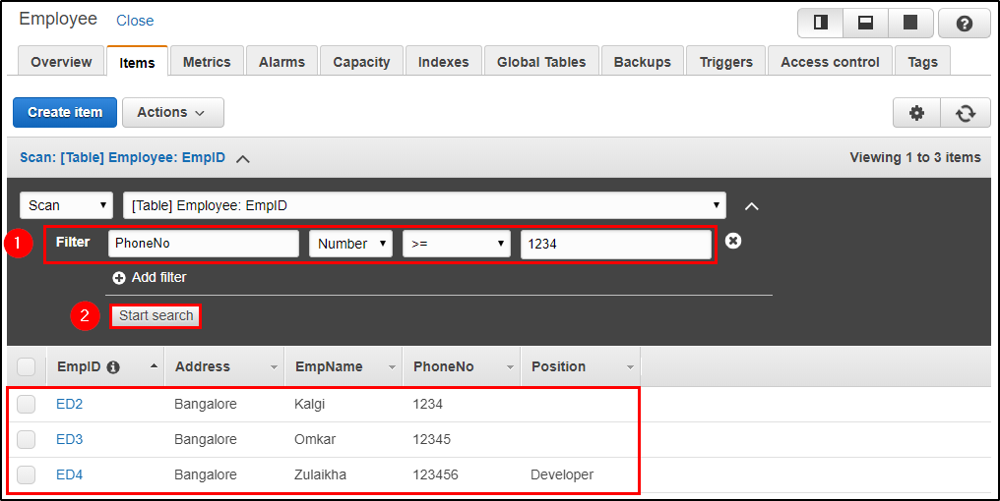 Employee Close
Overview Items Metrics Alarms Capacity Indexes Global Tables Backups Triggers Access control Tags
Create item Actions
Scan: [Table] Employee: EmpID Viewing 1 to 3 items
Scan [Table] Employee: EmpID
1 Filter PhoneNo Number >= 1234
Add filter
2 Start search
EmpID Address EmpName PhoneNo Position
ED2 Bangalore Kalgi 1234
ED3 Bangalore Omkar 12345
ED4 Bangalore Zulaikha 123456 Developer